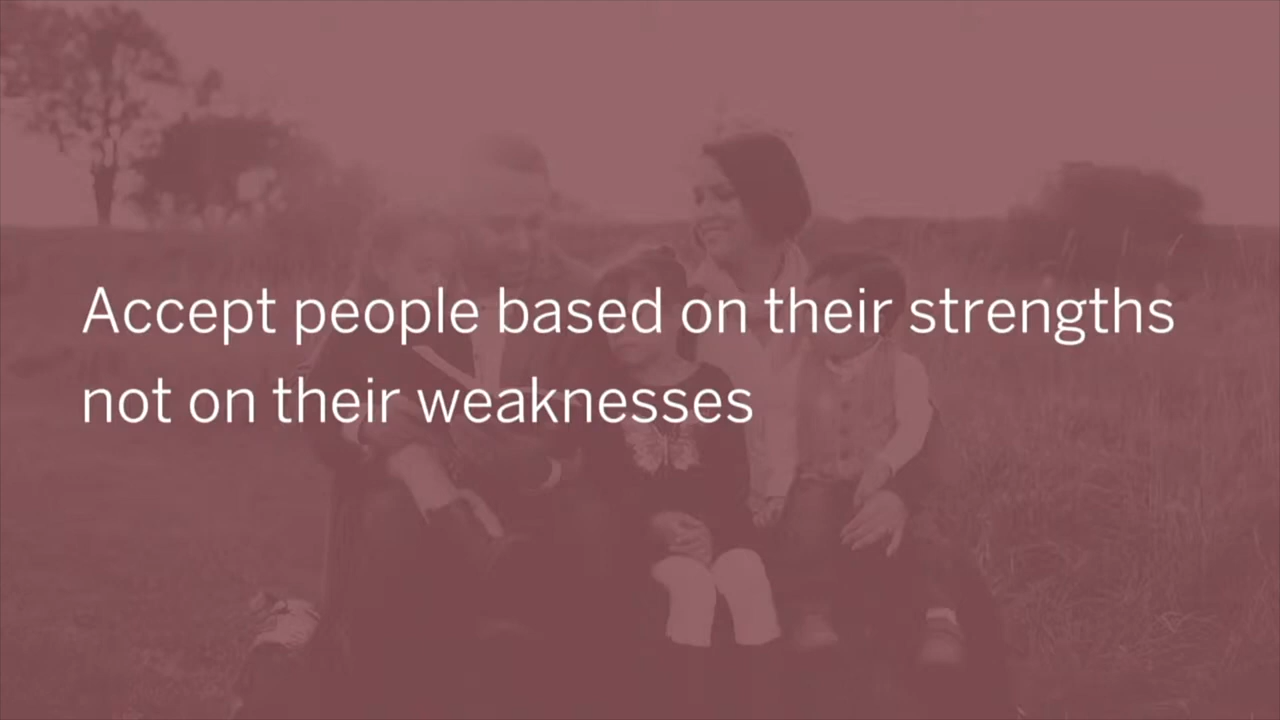 Accept people based on their strengths
not on their weaknesses